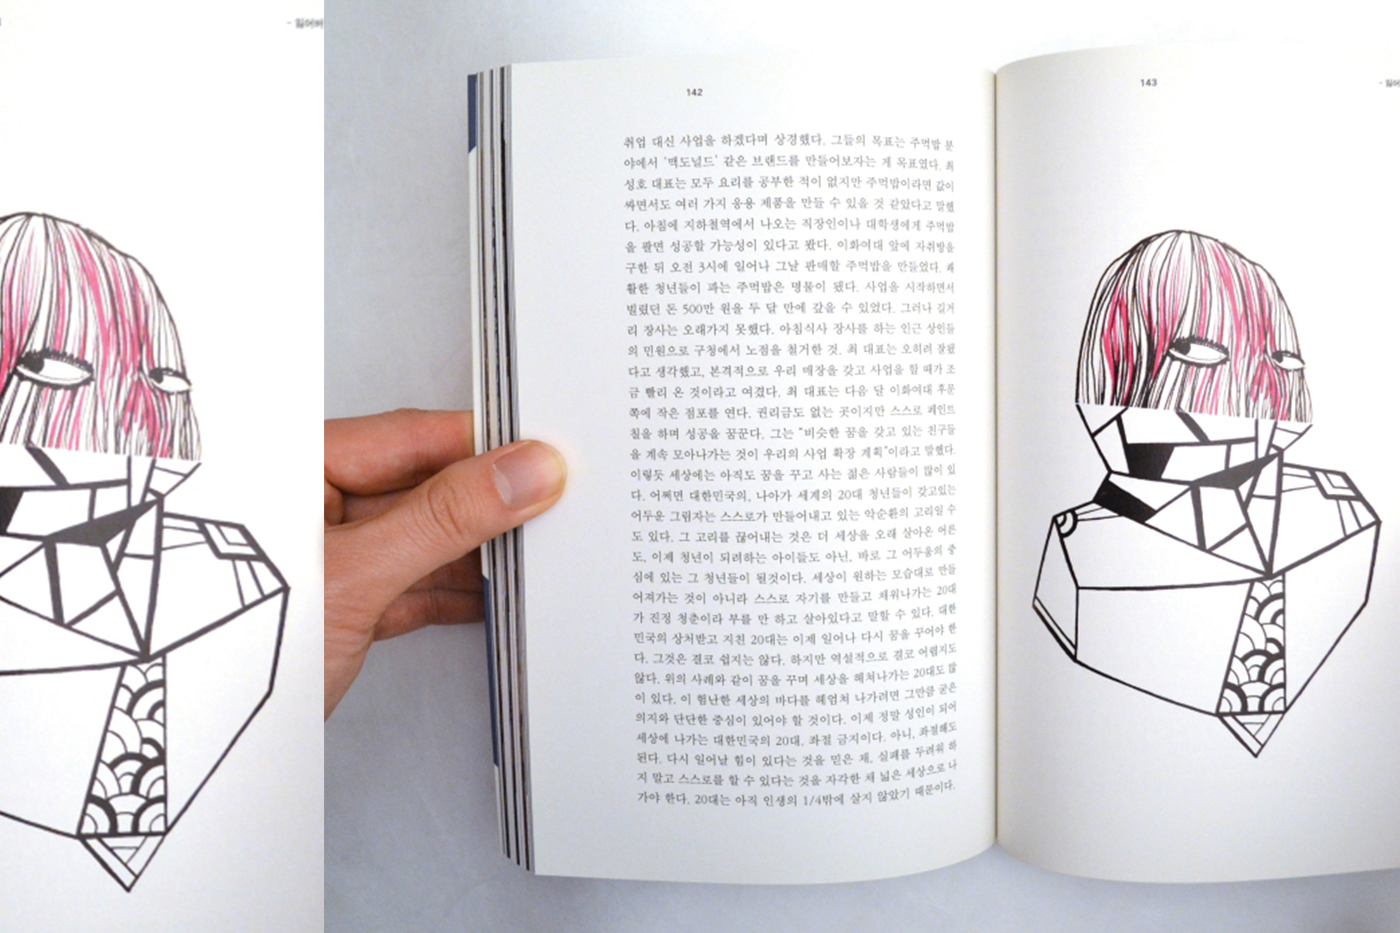 - 잃어버
142
취업 대신 사업을 하겠다며 상경했다. 그들의 목표는 주먹밥 분
야에서 ‘맥도널드’ 같은 브랜드를 만들어보자는 게 목표였다. 최
성호 대표는 모두 요리를 공부한 적이 없지만 주먹밥이라면 값이
싸면서도 여러 가지 응용 제품을 만들 수 있을 것 같았다고 말했
다. 아침에 지하철역에서 나오는 직장인이나 대학생에게 주먹밥
을 팔면 성공할 가능성이 있다고 봤다. 이화여대 앞에 자취방을
구한 뒤 오전 3시에 일어나 그날 판매할 주먹밥을 만들었다. 쾌
활한 청년들이 파는 주먹밥은 명물이 됐다. 사업을 시작하면서
빌렸던 돈 500만 원을 두 달 만에 갚을 수 있었다. 그러나 길거
리 장사는 오래가지 못했다. 아침식사 장사를 하는 인근 상인들
의 민원으로 구청에서 노점을 철거한 것. 최 대표는 오히려 잘됐
다고 생각했고, 본격적으로 우리 매장을 갖고 사업을 할 때가 조
금 빨리 온 것이라고 여겼다. 최 대표는 다음 달 이화여대 후문
쪽에 작은 점포를 연다. 권리금도 없는 곳이지만 스스로 페인트
칠을 하며 성공을 꿈꾼다. 그는 “비슷한 꿈을 갖고 있는 친구들
을 계속 모아나가는 것이 우리의 사업 확장 계획”이라고 말했다.
이렇듯 세상에는 아직도 꿈을 꾸고 사는 젊은 사람들이 많이 있
다. 어쩌면 대한민국의, 나아가 세계의 20대 청년들이 갖고있는
어두운 그림자는 스스로가 만들어내고 있는 악순환의 고리일 수
도 있다. 그 고리를 끊어내는 것은 더 세상을 오래 살아온 어른
도, 이제 청년이 되려하는 아이들도 아닌, 바로 그 어두움의 중
심에 있는 그 청년들이 될것이다. 세상이 원하는 모습대로 만들
어져가는 것이 아니라 스스로 자기를 만들고 채워나가는 20대
가 진정 청춘이라 부를 만 하고 살아있다고 말할 수 있다. 대한
민국의 상처받고 지친 20대는 이제 일어나 다시 꿈을 꾸어야 한
다. 그것은 결코 쉽지는 않다. 하지만 역설적으로 결코 어렵지도
않다. 위의 사례와 같이 꿈을 꾸며 세상을 헤쳐나가는 20대도 많
이 있다. 이 험난한 세상의 바다를 헤엄쳐 나가려면 그만큼 굳은
의지와 단단한 중심이 있어야 할 것이다. 이제 정말 성인이 되어
세상에 나가는 대한민국의 20대, 좌절 금지이다. 아니, 좌절해도
된다. 다시 일어날 힘이 있다는 것을 믿은 채, 실패를 두려워 하
지 말고 스스로를 할 수 있다는 것을 자각한 채 넓은 세상으로 나
가야 한다. 20대는 아직 인생의 1/4밖에 살지 않았기 때문이다.
143
- 잃어